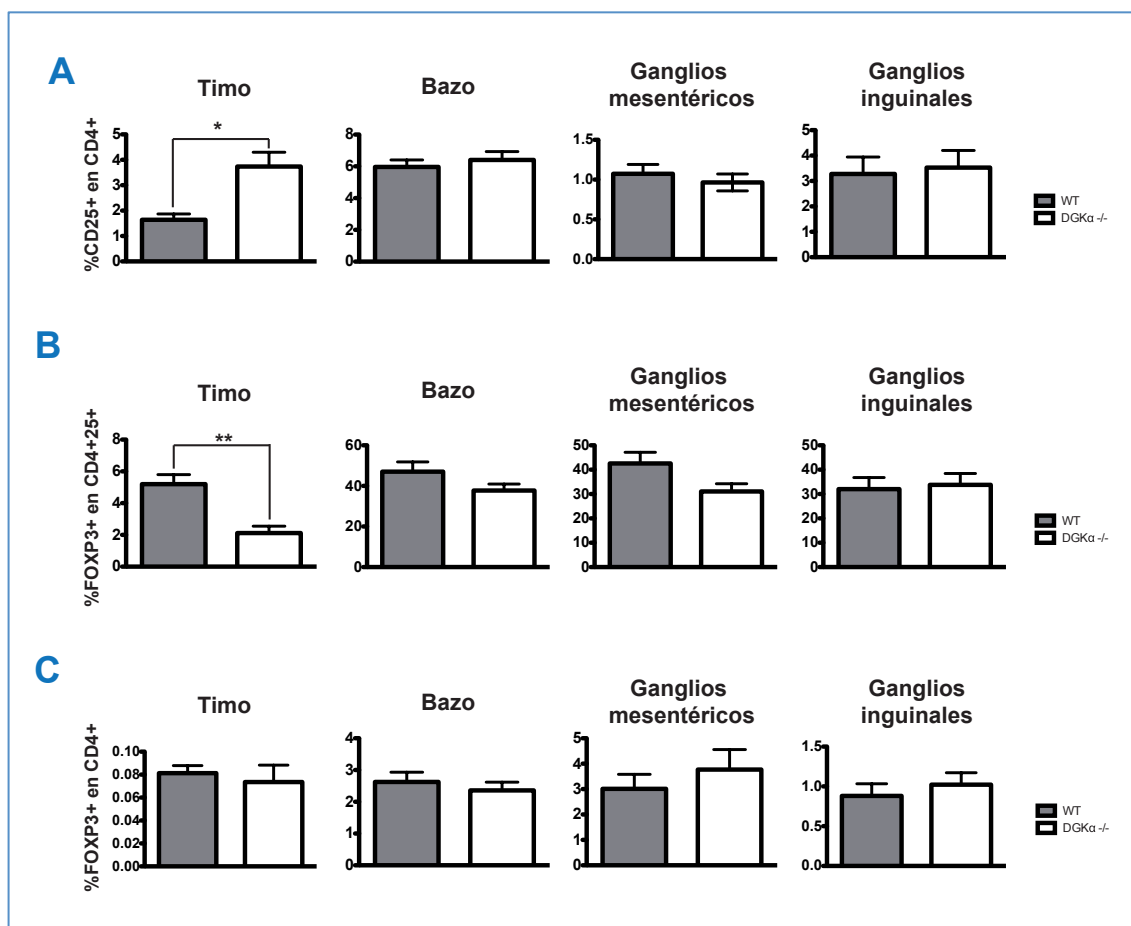 A
Timo
Bazo
Ganglios
mesentéricos
Ganglios
inguinales
%CD25+ en CD4+
5
4
3
2
1
0
*
8
6
4
2
0
1.5
1.0
0.5
0.0
5
4
3
2
1
0
WT
DGKα -/-
B
Timo
Bazo
Ganglios
mesentéricos
Ganglios
inguinales
%FOXP3+ en CD4+25+
8
6
4
2
0
**
60
40
20
0
50
40
30
20
10
0
50
40
30
20
10
0
WT
DGKα -/-
C
Timo
Bazo
Ganglios
mesentéricos
Ganglios
inguinales
%FOXP3+ en CD4+
0.10
0.08
0.06
0.04
0.02
0.00
4
3
2
1
0
5
4
3
2
1
0
1.5
1.0
0.5
0.0
WT
DGKα -/-